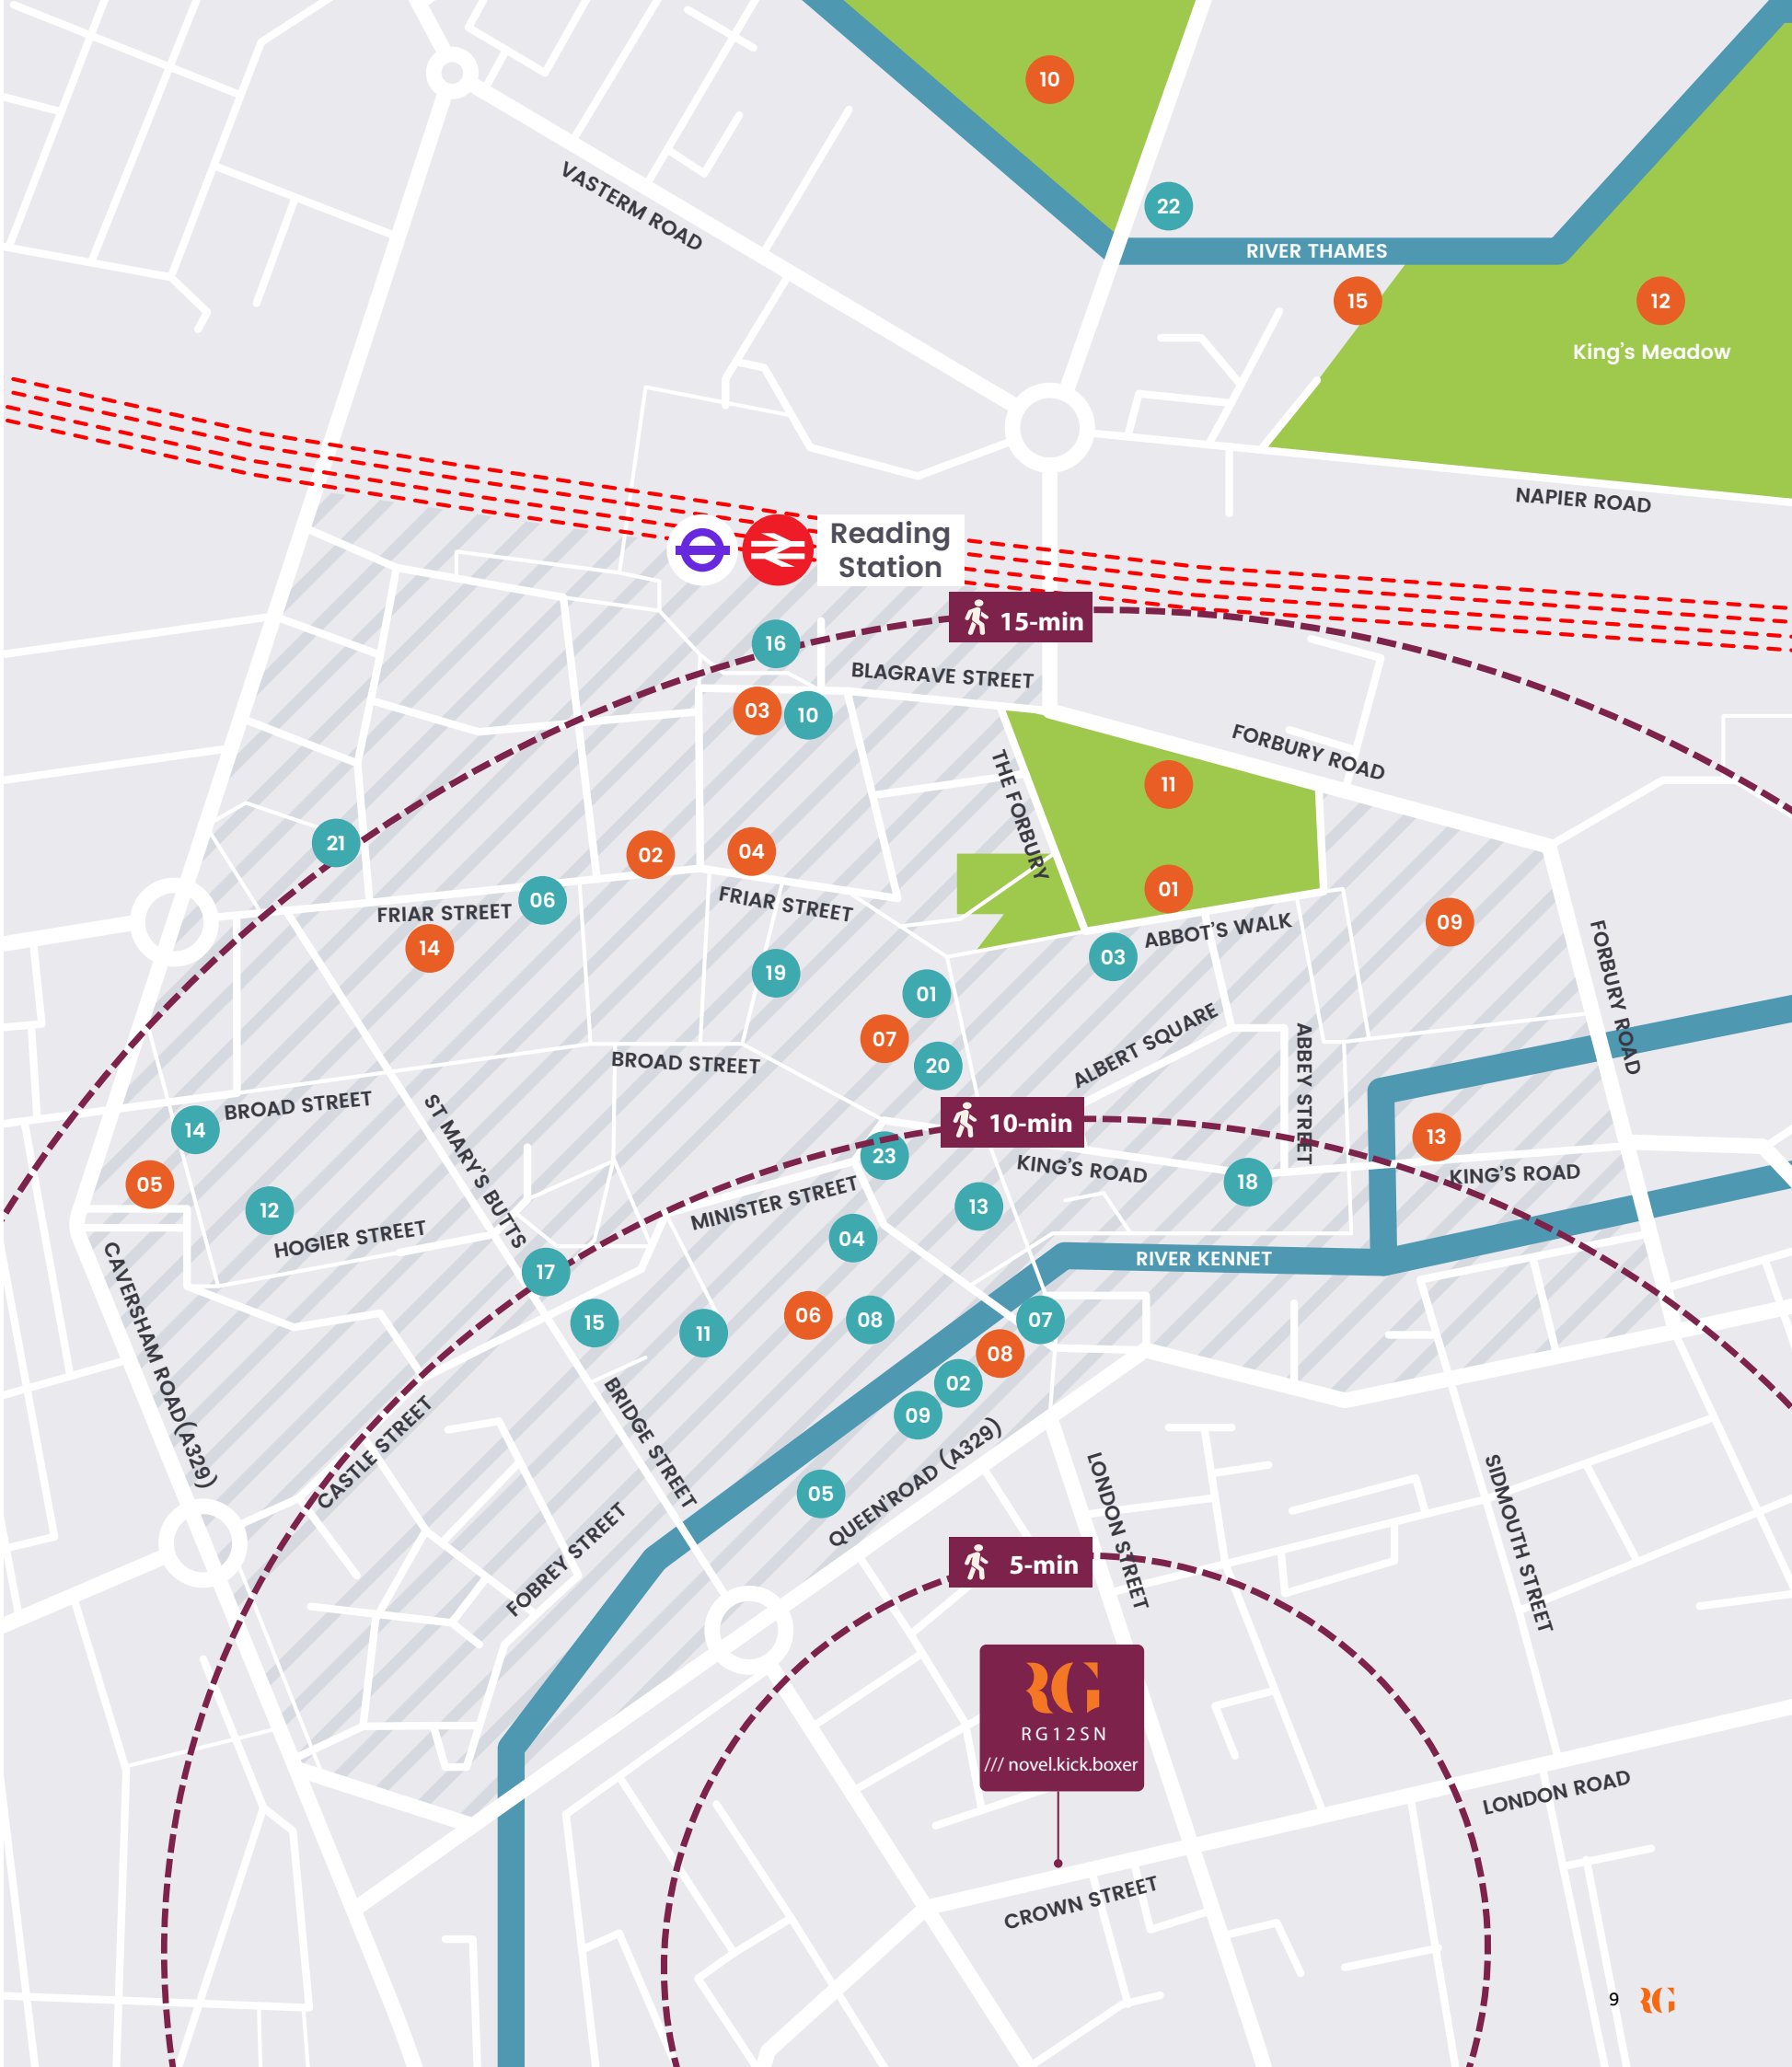 10
VASTERM ROAD
22
RIVER THAMES
15
12
King's Meadow
NAPIER ROAD
Reading
Station
15-min
16
BLAGRAVE STREET
03
10
FORBURY ROAD
THE FORBURY
11
21
02
04
01
06
FRIAR STREET
FRIAR STREET
14
ABBOT'S WALK
09
03
FORBURY ROAD
19
01
07
ALBERT SQUARE
ABBEY STREET
BROAD STREET
20
BROAD STREET
ST MARY'S BUTTS
14
10-min
13
23
KING'S ROAD
KING'S ROAD
05
18
MINISTER STREET
12
13
HOGIER STREET
04
RIVER KENNET
CAVERSHAM ROAD(A329)
17
15
11
06
08
07
08
02
09
BRIDGE STREET
CASTLE STREET
QUEEN'ROAD (A329)
05
LONDON STREET
SIDMOUTH STREET
FOBREY STREET
5-min
RG
RG12SN
/// novel.kick.boxer
LONDON ROAD
CROWN STREET
9
RG